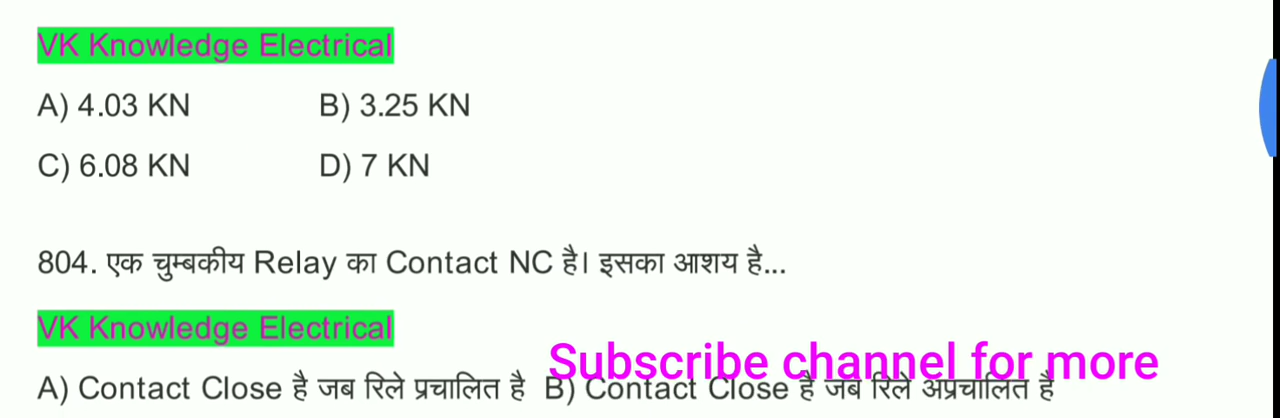 VK Knowledge Electrical
A) 4.03 KN B) 3.25 KN
C) 6.08 KN D) 7 KN
804. एक चुम्बकीय Relay का Contact NC है। इसका आशय है...
VK Knowledge Electrical
Subscribe channel for more
A) Contact Close है जब रिले प्रचालित है B) Contact Close है जब रिले अप्रचालित है